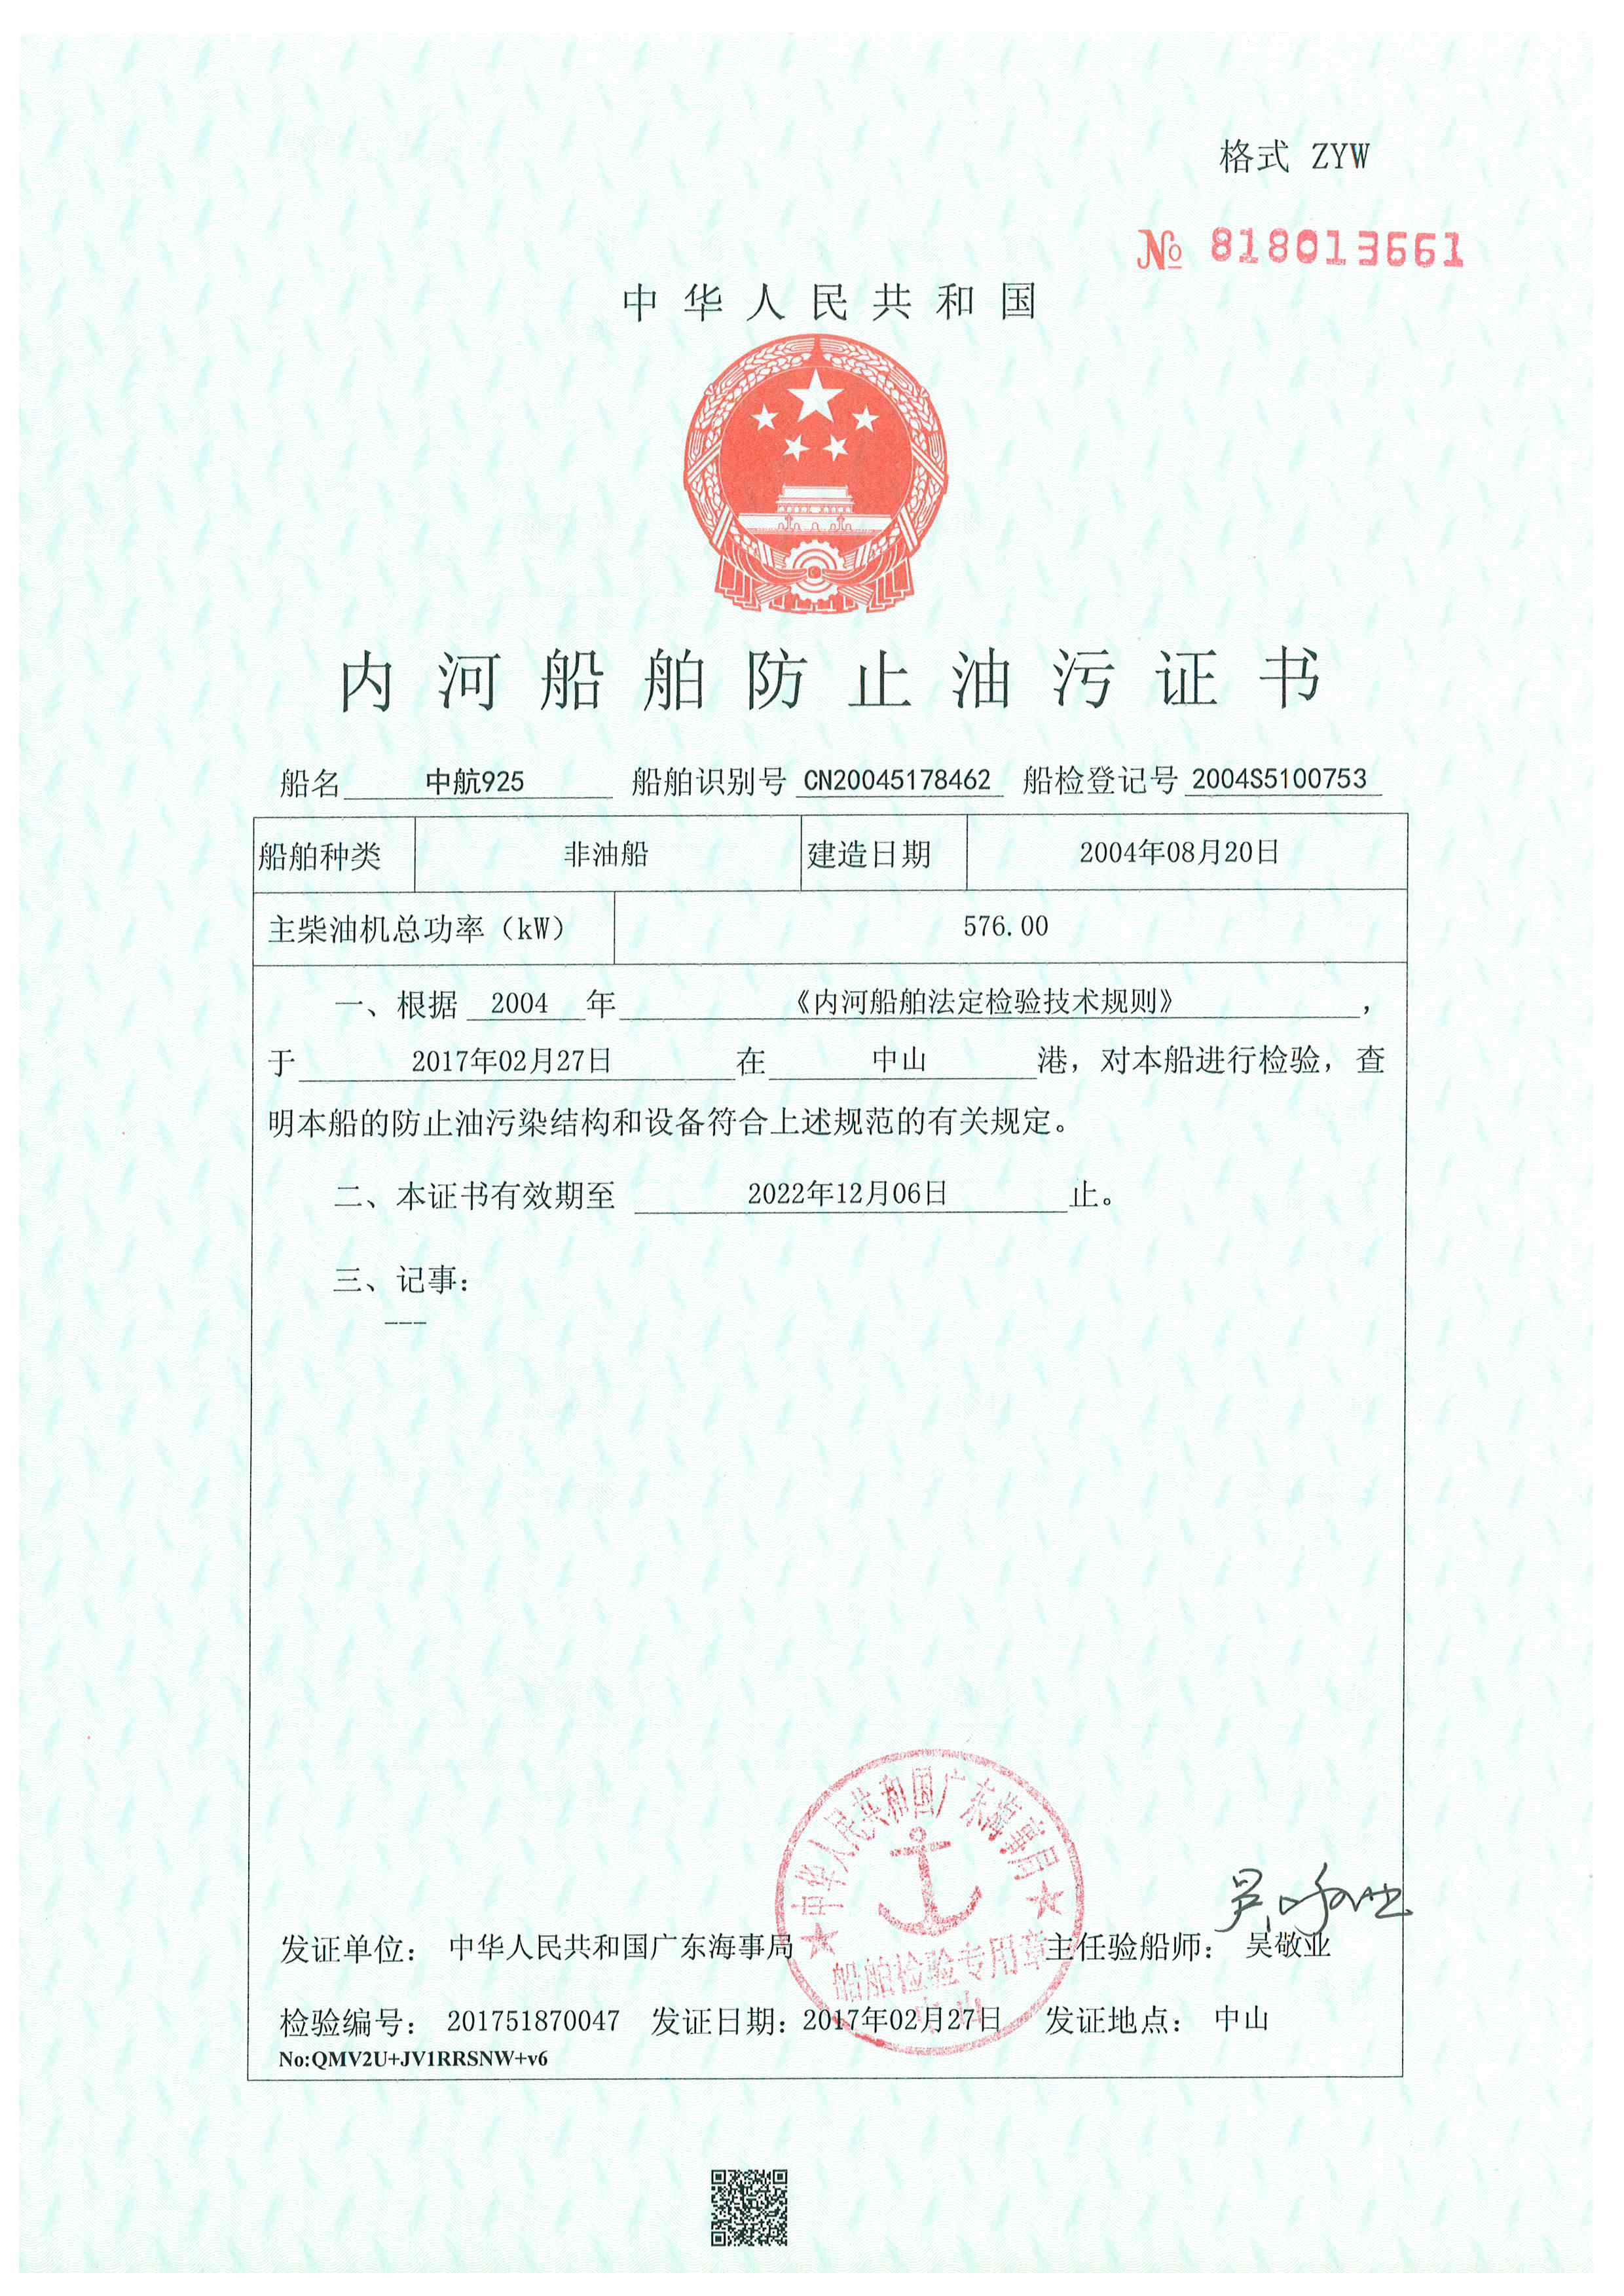 格式 ZYW
№ 818013661
中华人民共和国
内河船舶防止油污证书
船名 中航925 船舶识别号 CN20045178462 船检登记号 2004S5100753
船舶种类 非油船 建造日期 2004年08月20日
主柴油机总功率（kW） 576.00
一、根据 2004 年 《内河船舶法定检验技术规则》，
于 2017年02月27日 在 中山 港，对本船进行检验，查
明本船的防止油污染结构和设备符合上述规范的有关规定。
二、本证书有效期至 2022年12月06日 止。
三、记事：
---
中华人民共和国广东海事局
船舶检验专用章
中山
发证单位： 中华人民共和国广东海事局 主任验船师： 吴敬业
检验编号： 201751870047 发证日期：2017年02月27日 发证地点： 中山
No:QMV2U+JV1RRSNW+v6